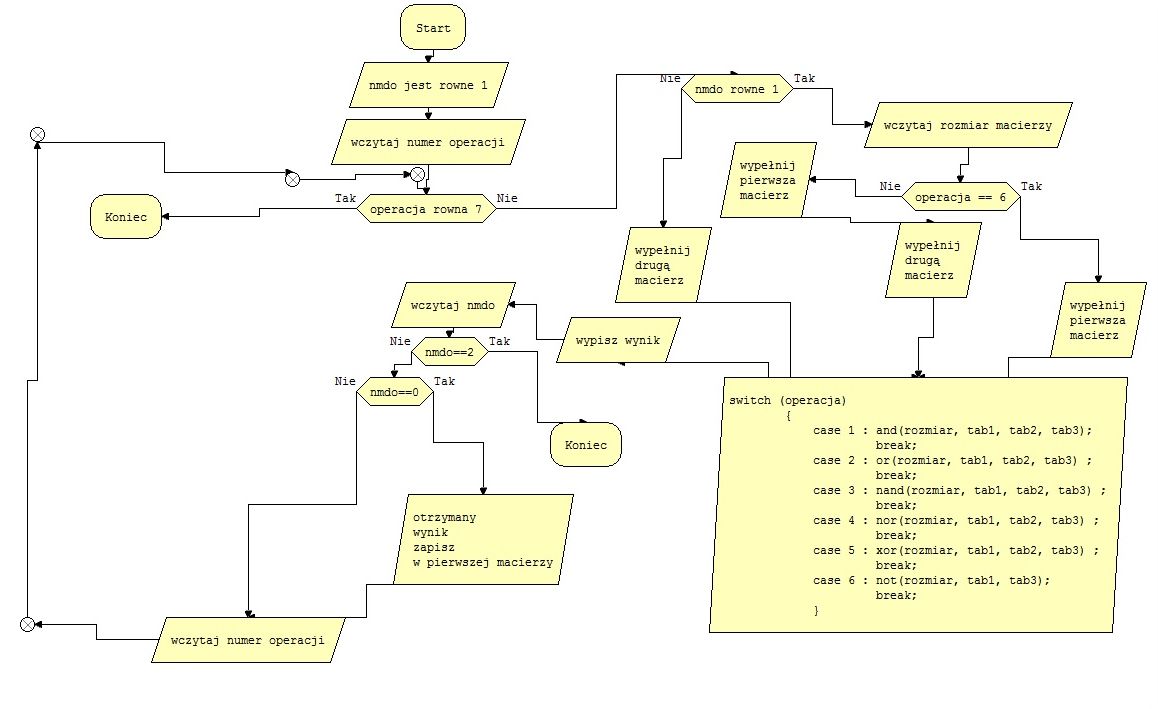 Start
nmdo jest rowne 1
wczytaj numer operacji
Tak
operacja rowna 7
Nie
Koniec
Nie
nmdo rowne 1
Tak
wczytaj rozmiar macierzy
Nie
operacja == 6
Tak
wypełnij
pierwsza
macierz
wypełnij
drugą
macierz
wypełnij
drugą
macierz
wypełnij
pierwsza
macierz
wczytaj nmdo
wypisz wynik
Nie
nmdo==2
Tak
Nie
nmdo==0
Tak
Koniec
otrzymany
wynik
zapisz
w pierwszej macierzy
wczytaj numer operacji
switch (operacja)
{
case 1 : and(rozmiar, tab1, tab2, tab3);
break;
case 2 : or(rozmiar, tab1, tab2, tab3) ;
break;
case 3 : nand(rozmiar, tab1, tab2, tab3) ;
break;
case 4 : nor(rozmiar, tab1, tab2, tab3) ;
break;
case 5 : xor(rozmiar, tab1, tab2, tab3) ;
break;
case 6 : not(rozmiar, tab1, tab3);
break;
}